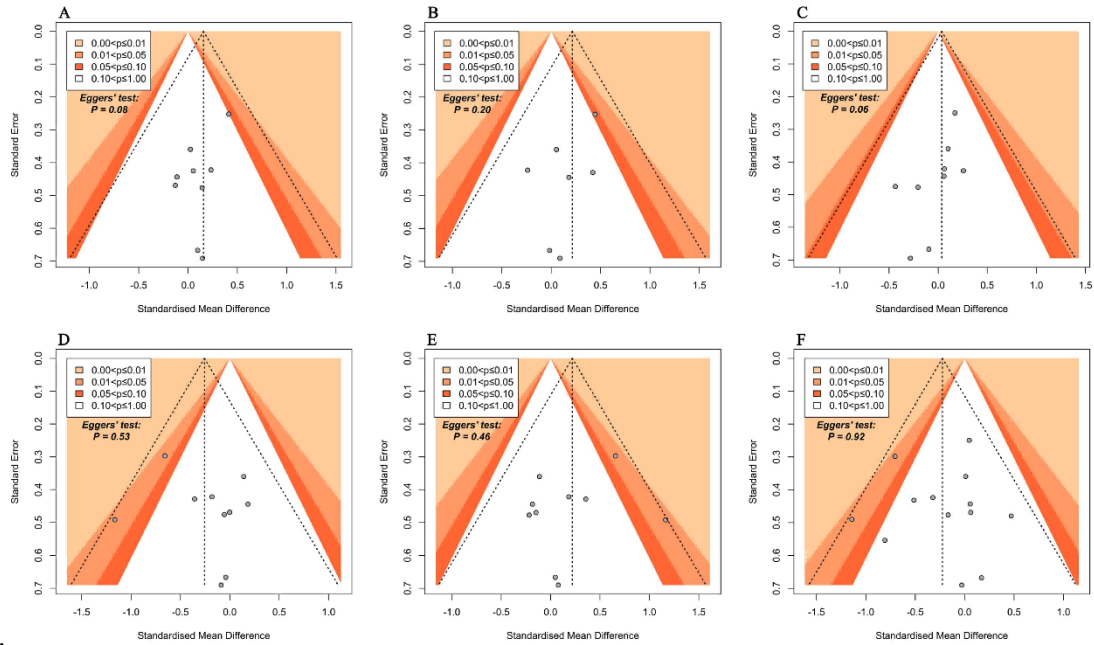 A
0.00<p≤0.01
0.01<p≤0.05
0.05<p≤0.10
0.10<p≤1.00
Eggers' test:
P = 0.08
Standard Error
0.0
0.1
0.2
0.3
0.4
0.5
0.6
0.7
-1.0
-0.5
0.0
0.5
1.0
1.5
Standardised Mean Difference
B
0.00<p≤0.01
0.01<p≤0.05
0.05<p≤0.10
0.10<p≤1.00
Eggers' test:
P = 0.20
Standard Error
0.0
0.1
0.2
0.3
0.4
0.5
0.6
0.7
-1.0
-0.5
0.0
0.5
1.0
1.5
Standardised Mean Difference
C
0.00<p≤0.01
0.01<p≤0.05
0.05<p≤0.10
0.10<p≤1.00
Eggers' test:
P = 0.06
Standard Error
0.0
0.1
0.2
0.3
0.4
0.5
0.6
0.7
-1.0
-0.5
0.0
0.5
1.0
1.5
Standardised Mean Difference
D
0.00<p≤0.01
0.01<p≤0.05
0.05<p≤0.10
0.10<p≤1.00
Eggers' test:
P = 0.53
Standard Error
0.0
0.1
0.2
0.3
0.4
0.5
0.6
0.7
-1.5
-1.0
-0.5
0.0
0.5
1.0
Standardised Mean Difference
E
0.00<p≤0.01
0.01<p≤0.05
0.05<p≤0.10
0.10<p≤1.00
Eggers' test:
P = 0.46
Standard Error
0.0
0.1
0.2
0.3
0.4
0.5
0.6
0.7
-1.0
-0.5
0.0
0.5
1.0
1.5
Standardised Mean Difference
F
0.00<p≤0.01
0.01<p≤0.05
0.05<p≤0.10
0.10<p≤1.00
Eggers' test:
P = 0.92
Standard Error
0.0
0.1
0.2
0.3
0.4
0.5
0.6
0.7
-1.5
-1.0
-0.5
0.0
0.5
1.0
Standardised Mean Difference